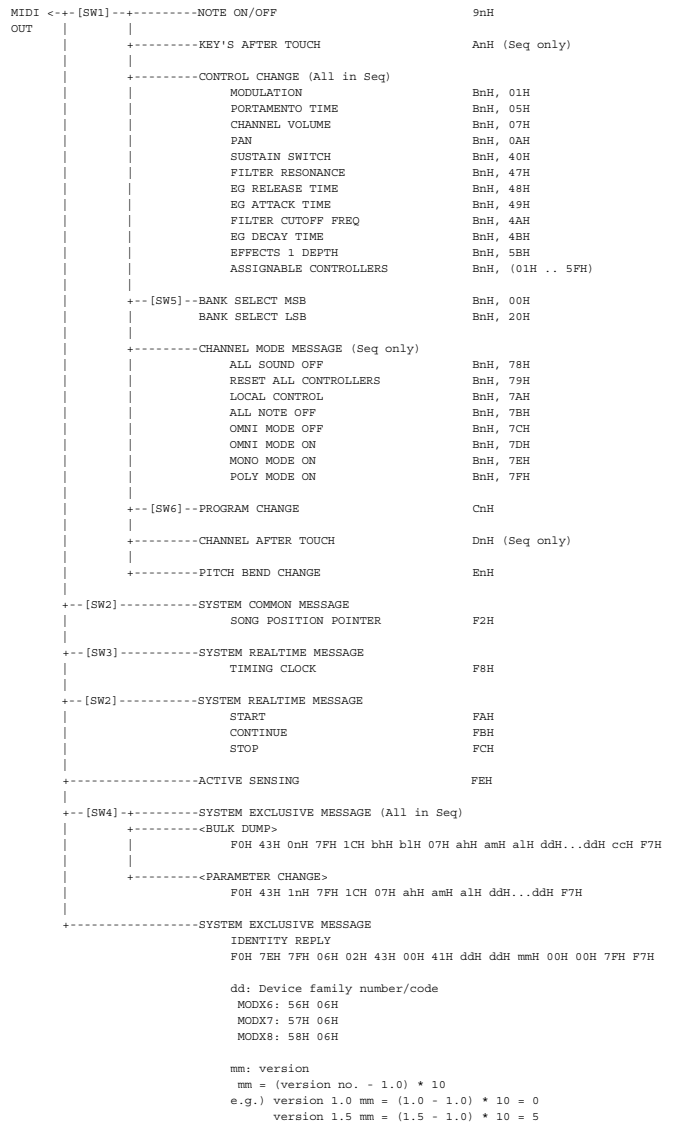 MIDI <-+-[SW1]--+---------NOTE ON/OFF 9nH
OUT | |
| +---------KEY'S AFTER TOUCH AnH (Seq only)
| |
| +---------CONTROL CHANGE (All in Seq)
| | MODULATION BnH, 01H
| | PORTAMENTO TIME BnH, 05H
| | CHANNEL VOLUME BnH, 07H
| | PAN BnH, 0AH
| | SUSTAIN SWITCH BnH, 40H
| | FILTER RESONANCE BnH, 47H
| | EG RELEASE TIME BnH, 48H
| | EG ATTACK TIME BnH, 49H
| | FILTER CUTOFF FREQ BnH, 4AH
| | EG DECAY TIME BnH, 4BH
| | EFFECTS 1 DEPTH BnH, 5BH
| | ASSIGNABLE CONTROLLERS BnH, (01H .. 5FH)
| |
| +--[SW5]--BANK SELECT MSB BnH, 00H
| | BANK SELECT LSB BnH, 20H
| |
| +---------CHANNEL MODE MESSAGE (Seq only)
| | ALL SOUND OFF BnH, 78H
| | RESET ALL CONTROLLERS BnH, 79H
| | LOCAL CONTROL BnH, 7AH
| | ALL NOTE OFF BnH, 7BH
| | OMNI MODE OFF BnH, 7CH
| | OMNI MODE ON BnH, 7DH
| | MONO MODE ON BnH, 7EH
| | POLY MODE ON BnH, 7FH
| |
| +--[SW6]--PROGRAM CHANGE CnH
| |
| +---------CHANNEL AFTER TOUCH DnH (Seq only)
| |
| +---------PITCH BEND CHANGE EnH
|
+--[SW2]-----------SYSTEM COMMON MESSAGE
| SONG POSITION POINTER F2H
|
+--[SW3]-----------SYSTEM REALTIME MESSAGE
| TIMING CLOCK F8H
|
+--[SW2]-----------SYSTEM REALTIME MESSAGE
| START FAH
| CONTINUE FBH
| STOP FCH
|
+------------------ACTIVE SENSING FEH
|
+--[SW4]-+---------SYSTEM EXCLUSIVE MESSAGE (All in Seq)
| +---------<BULK DUMP>
| | F0H 43H 0nH 7FH 1CH bhH blH 07H ahH amH alH ddH...ddH ccH F7H
| |
| +---------<PARAMETER CHANGE>
| F0H 43H 1nH 7FH 1CH 07H ahH amH alH ddH...ddH F7H
|
+------------------SYSTEM EXCLUSIVE MESSAGE
IDENTITY REPLY
F0H 7EH 7FH 06H 02H 43H 00H 41H ddH ddH mmH 00H 00H 7FH F7H
dd: Device family number/code
MODX6: 56H 06H
MODX7: 57H 06H
MODX8: 58H 06H
mm: version
mm = (version no. - 1.0) * 10
e.g.) version 1.0 mm = (1.0 - 1.0) * 10 = 0
version 1.5 mm = (1.5 - 1.0) * 10 = 5